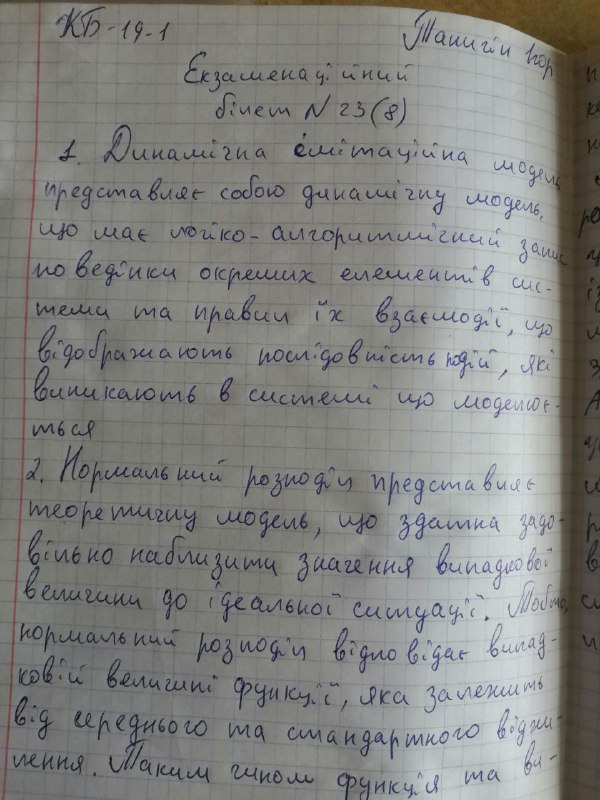 КБ-19-1
Танигін Ігор
Екзаменаційний
білет N 23(8)
1. Динамічна імітаційна модель
представляє собою динамічну модель,
що має логіко-алгоритмічний запис
поведінки окремих елементів сис-
теми та правил їх взаємодії, що
відображають послідовність подій, які
виникають в системі що моделює-
ться
2. Нормальний розподіл представляє
теоретичну модель, що здатна задо-
вільно наблизити значення випадкової
величини до ідеальної ситуації. Тобто,
нормальний розподіл відповідає випад-
ковій величині функції, яка залежить
від середнього та стандартного відхи-
лення. Таким чином функція та ви-